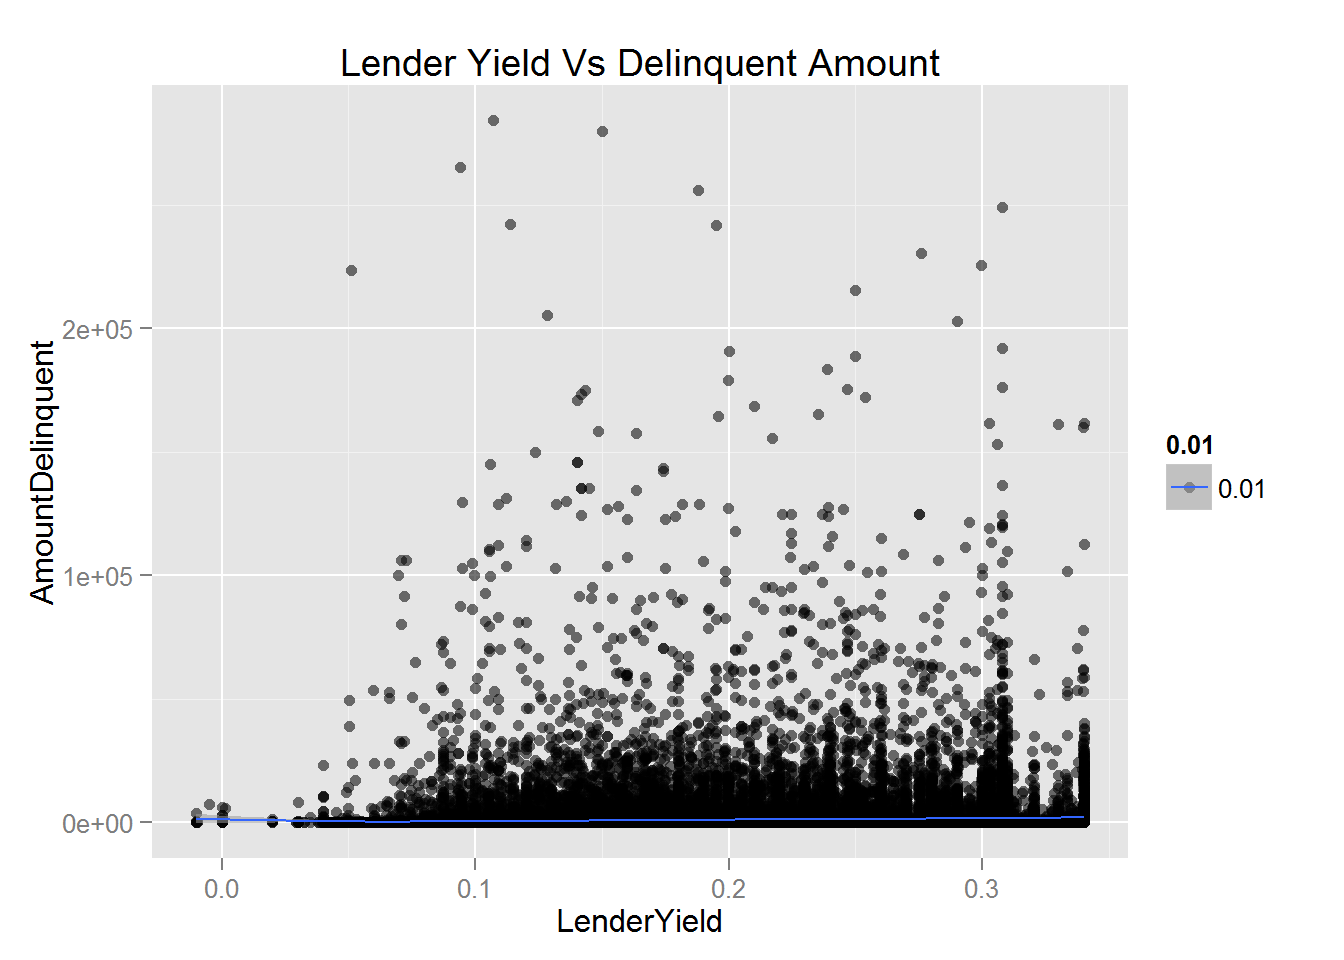 Lender Yield Vs Delinquent Amount
AmountDelinquent
2e+05
1e+05
0e+00
0.0
0.1
0.2
0.3
LenderYield
0.01
0.01